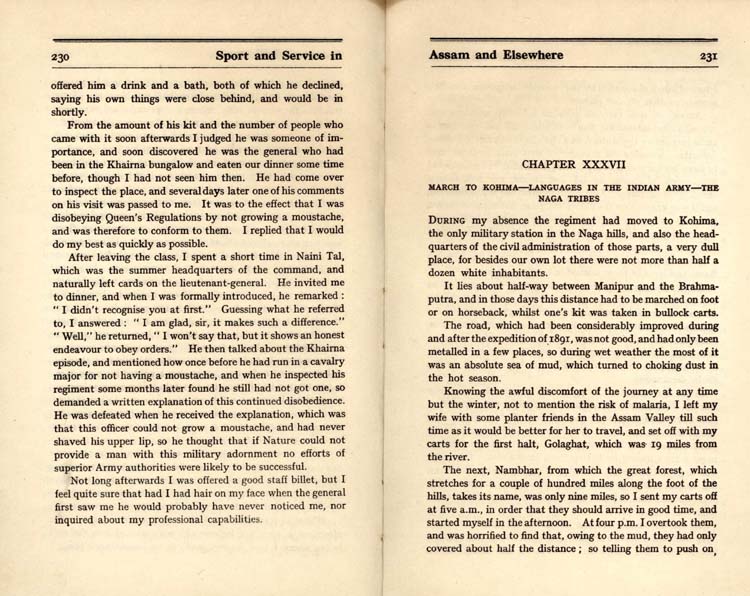 230 Sport and Service in
offered him a drink and a bath, both of which he declined,
saying his own things were close behind, and would be in
shortly.
From the amount of his kit and the number of people who
came with it soon afterwards I judged he was someone of im-
portance, and soon discovered he was the general who had
been in the Khairna bungalow and eaten our dinner some time
before, though I had not seen him then. He had come over
to inspect the place, and several days later one of his comments
on his visit was passed to me. It was to the effect that I was
disobeying Queen's Regulations by not growing a moustache,
and was therefore to conform to them. I replied that I would
do my best as quickly as possible.
After leaving the class, I spent a short time in Naini Tal,
which was the summer headquarters of the command, and
naturally left cards on the lieutenant-general. He invited me
to dinner, and when I was formally introduced, he remarked :
" I didn't recognise you at first." Guessing what he referred
to, I answered : " I am glad, sir, it makes such a difference."
" Well," he returned, " I won't say that, but it shows an honest
endeavour to obey orders." He then talked about the Khairna
episode, and mentioned how once before he had run in a cavalry
major for not having a moustache, and when he inspected his
regiment some months later found he still had not got one, so
demanded a written explanation of this continued disobedience.
He was defeated when he received the explanation, which was
that this officer could not grow a moustache, and had never
shaved his upper lip, so he thought that if Nature could not
provide a man with this military adornment no efforts of
superior Army authorities were likely to be successful.
Not long afterwards I was offered a good staff billet, but I
feel quite sure that had I had hair on my face when the general
first saw me he would probably have never noticed me, nor
inquired about my professional capabilities.
Assam and Elsewhere 231
CHAPTER XXXVII
MARCH TO KOHIMA—LANGUAGES IN THE INDIAN ARMY—THE
NAGA TRIBES
DURING my absence the regiment had moved to Kohima,
the only military station in the Naga hills, and also the head-
quarters of the civil administration of those parts, a very dull
place, for besides our own lot there were not more than half a
dozen white inhabitants.
It lies about half-way between Manipur and the Brahma-
putra, and in those days this distance had to be marched on foot
or on horseback, whilst one's kit was taken in bullock carts.
The road, which had been considerably improved during
and after the expedition of 1891, was not good, and had only been
metalled in a few places, so during wet weather the most of it
was an absolute sea of mud, which turned to choking dust in
the hot season.
Knowing the awful discomfort of the journey at any time
but the winter, not to mention the risk of malaria, I left my
wife with some planter friends in the Assam Valley till such
time as it would be better for her to travel, and set off with my
carts for the first halt, Golaghat, which was 19 miles from
the river.
The next, Nambhar, from which the great forest, which
stretches for a couple of hundred miles along the foot of the
hills, takes its name, was only nine miles, so I sent my carts off
at five a.m., in order that they should arrive in good time, and
started myself in the afternoon. At four p.m. I overtook them,
and was horrified to find that, owing to the mud, they had only
covered about half the distance ; so telling them to push on,